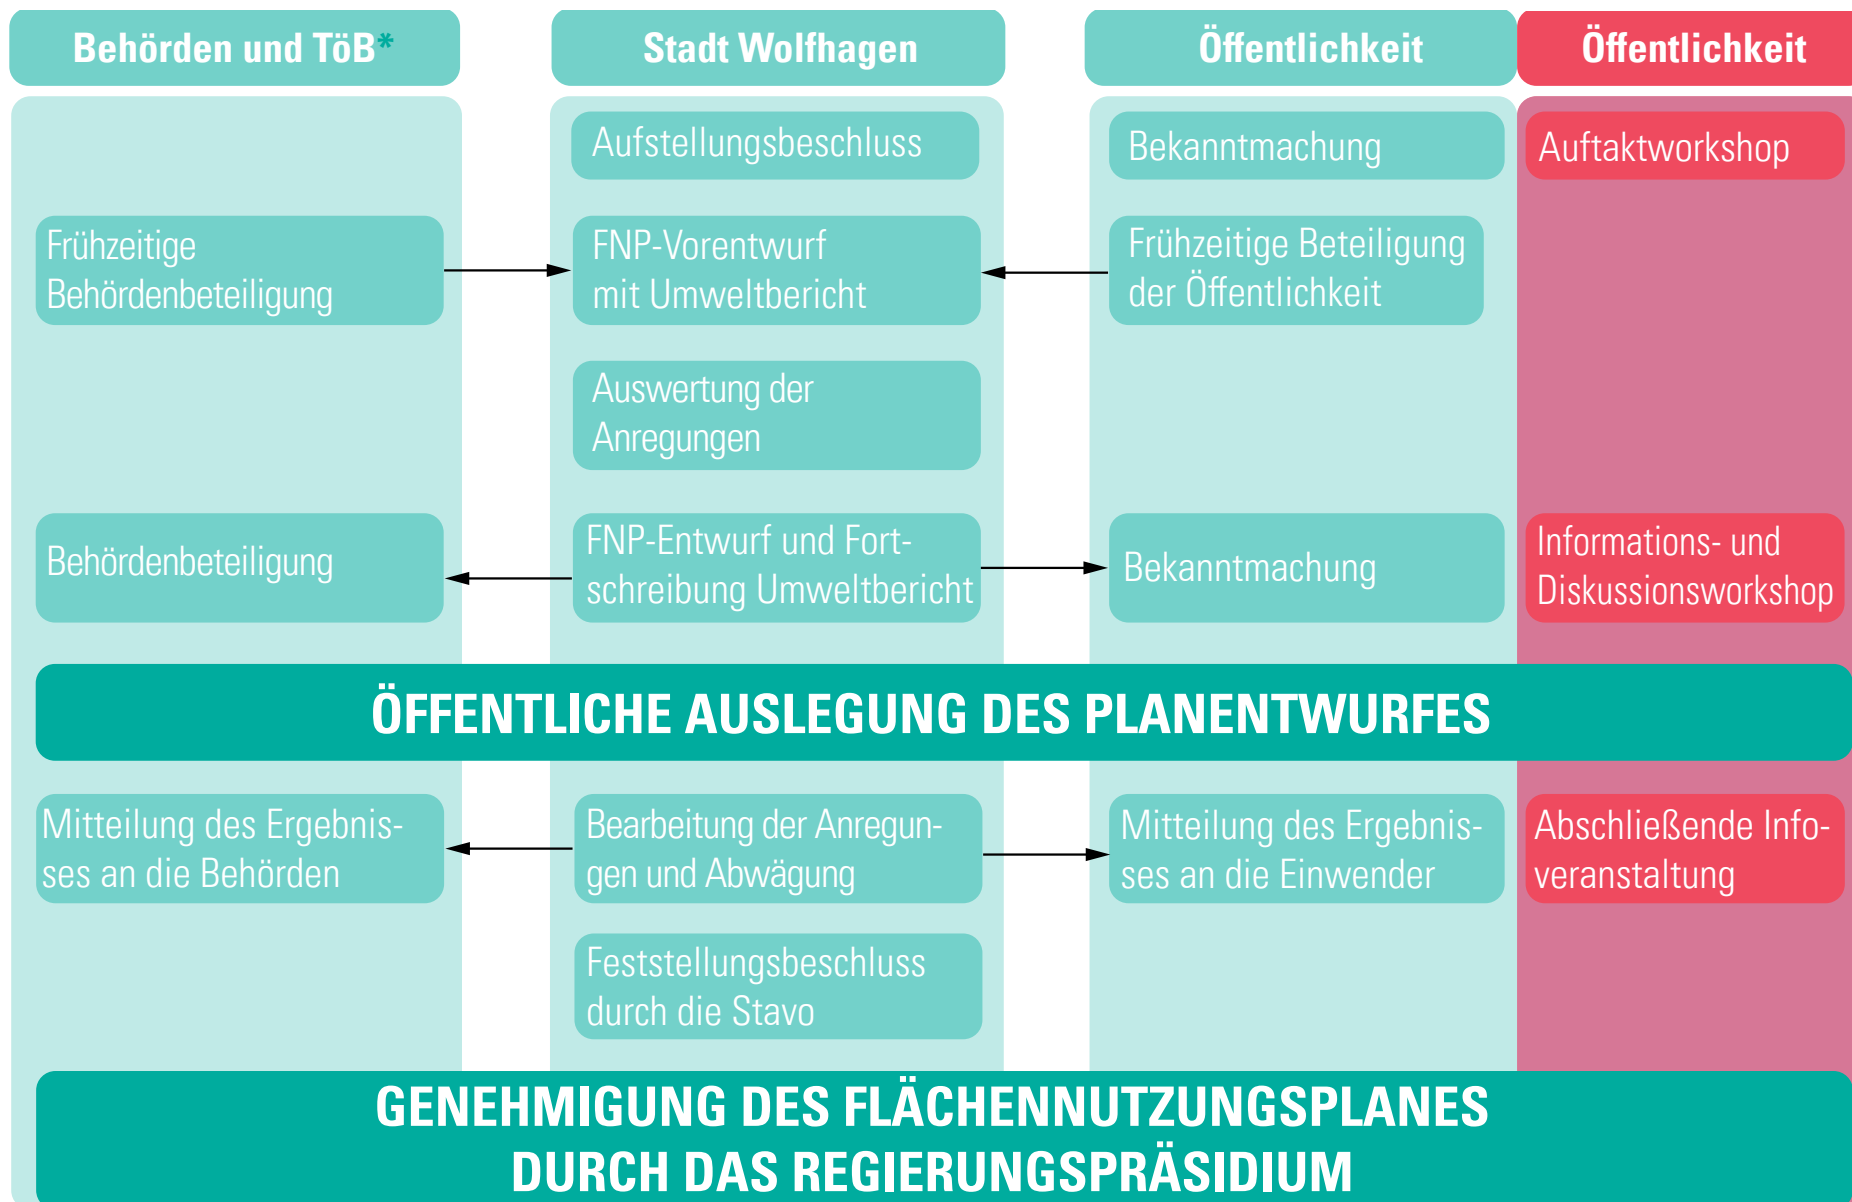 Behörden und TöB*
Stadt Wolfhagen
Öffentlichkeit
Öffentlichkeit
Aufstellungsbeschluss
Bekanntmachung
Auftaktworkshop
Frühzeitige
Behördenbeteiligung
FNP-Vorentwurf
mit Umweltbericht
Frühzeitige Beteiligung
der Öffentlichkeit
Auswertung der
Anregungen
Behördenbeteiligung
FNP-Entwurf und Fort-
schreibung Umweltbericht
Bekanntmachung
Informations- und
Diskussionsworkshop
ÖFFENTLICHE AUSLEGUNG DES PLANENTWURFES
Mitteilung des Ergebnis-
ses an die Behörden
Bearbeitung der Anregun-
gen und Abwägung
Mitteilung des Ergebnis-
ses an die Einwender
Abschließende Info-
veranstaltung
Feststellungsbeschluss
durch die Stavo
GENEHMIGUNG DES FLÄCHENNUTZUNGSPLANES
DURCH DAS REGIERUNGSPRÄSIDIUM